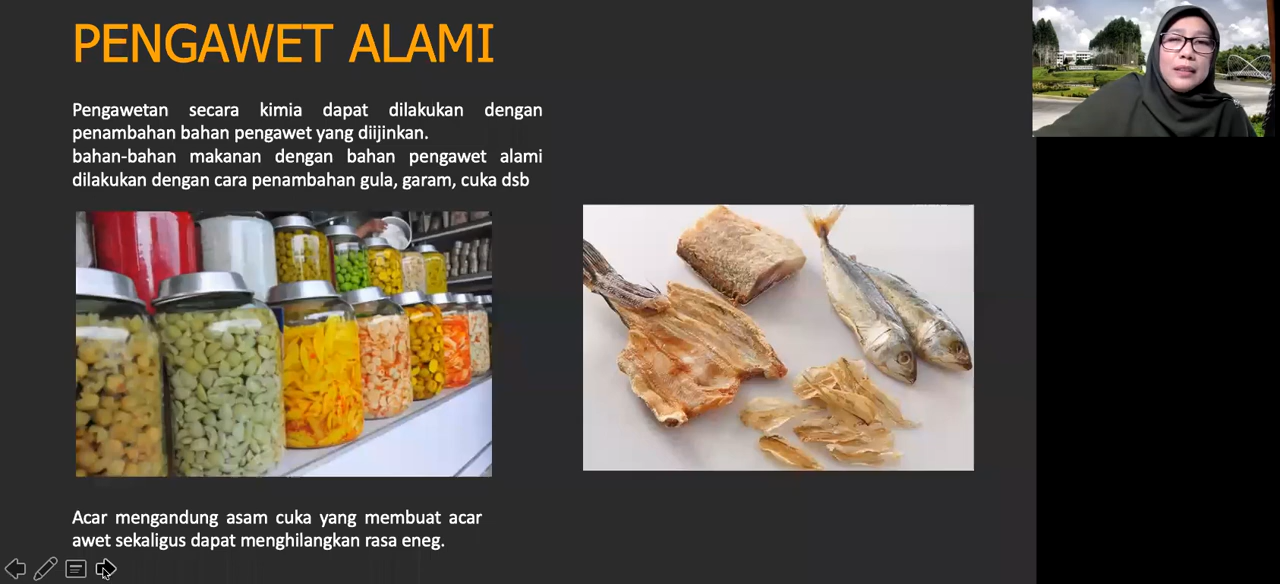 PENGAWET ALAMI
Pengawetan secara kimia dapat dilakukan dengan
penambahan bahan pengawet yang diijinkan.
bahan-bahan makanan dengan bahan pengawet alami
dilakukan dengan cara penambahan gula, garam, cuka dsb
Acar mengandung asam cuka yang membuat acar
awet sekaligus dapat menghilangkan rasa eneg.